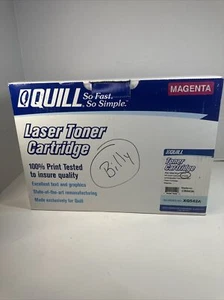 QUILL So Fast.
So Simple.
MAGENTA
Laser Toner
Cartridge
100% Print Tested
to insure quality
Excellent text and graphics
State-of-the-art remanufacturing
Made exclusively for Quill
Billy
QUILL
Toner
Cartridge